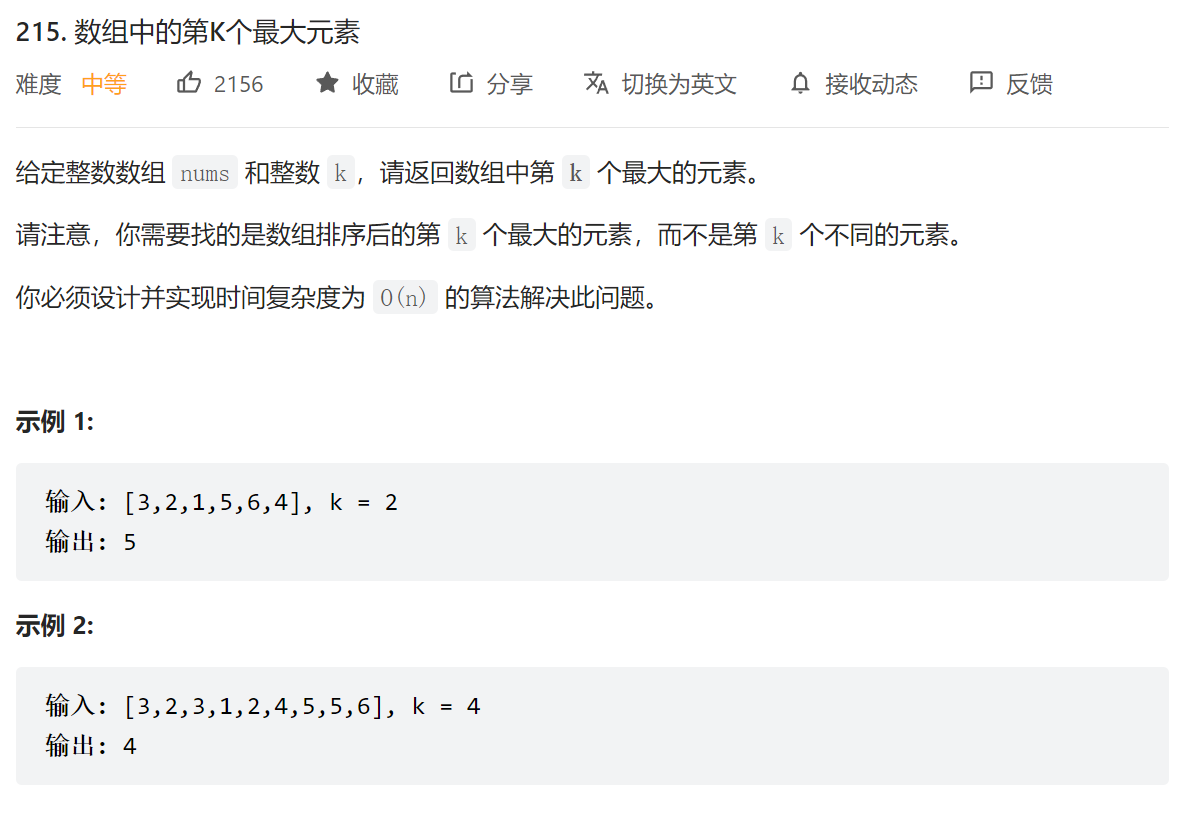 215. 数组中的第K个最大元素
难度 中等 2156 收藏 分享 切换为英文 接收动态 反馈
给定整数数组 nums 和整数 k，请返回数组中第 k 个最大的元素。
请注意，你需要找的是数组排序后的第 k 个最大的元素，而不是第 k 个不同的元素。
你必须设计并实现时间复杂度为 O(n) 的算法解决此问题。
示例 1:
输入: [3,2,1,5,6,4], k = 2
输出: 5
示例 2:
输入: [3,2,3,1,2,4,5,5,6], k = 4
输出: 4